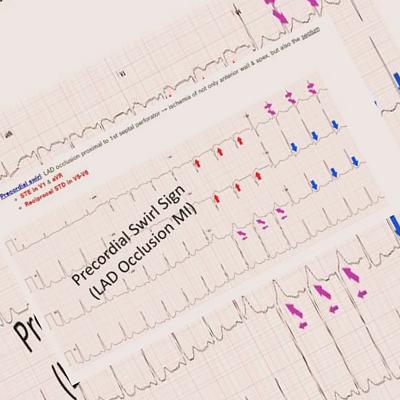 V1
aVR
Precordial swirl: LAD occlusion proximal to 1st septal perforator → ischemia of not only anterior wall & apex, but also the septum
STE in V1 & aVR
Reciprocal STD in V5-V6
Precordial Swirl Sign
(LAD Occlusion MI)
Pr
(L